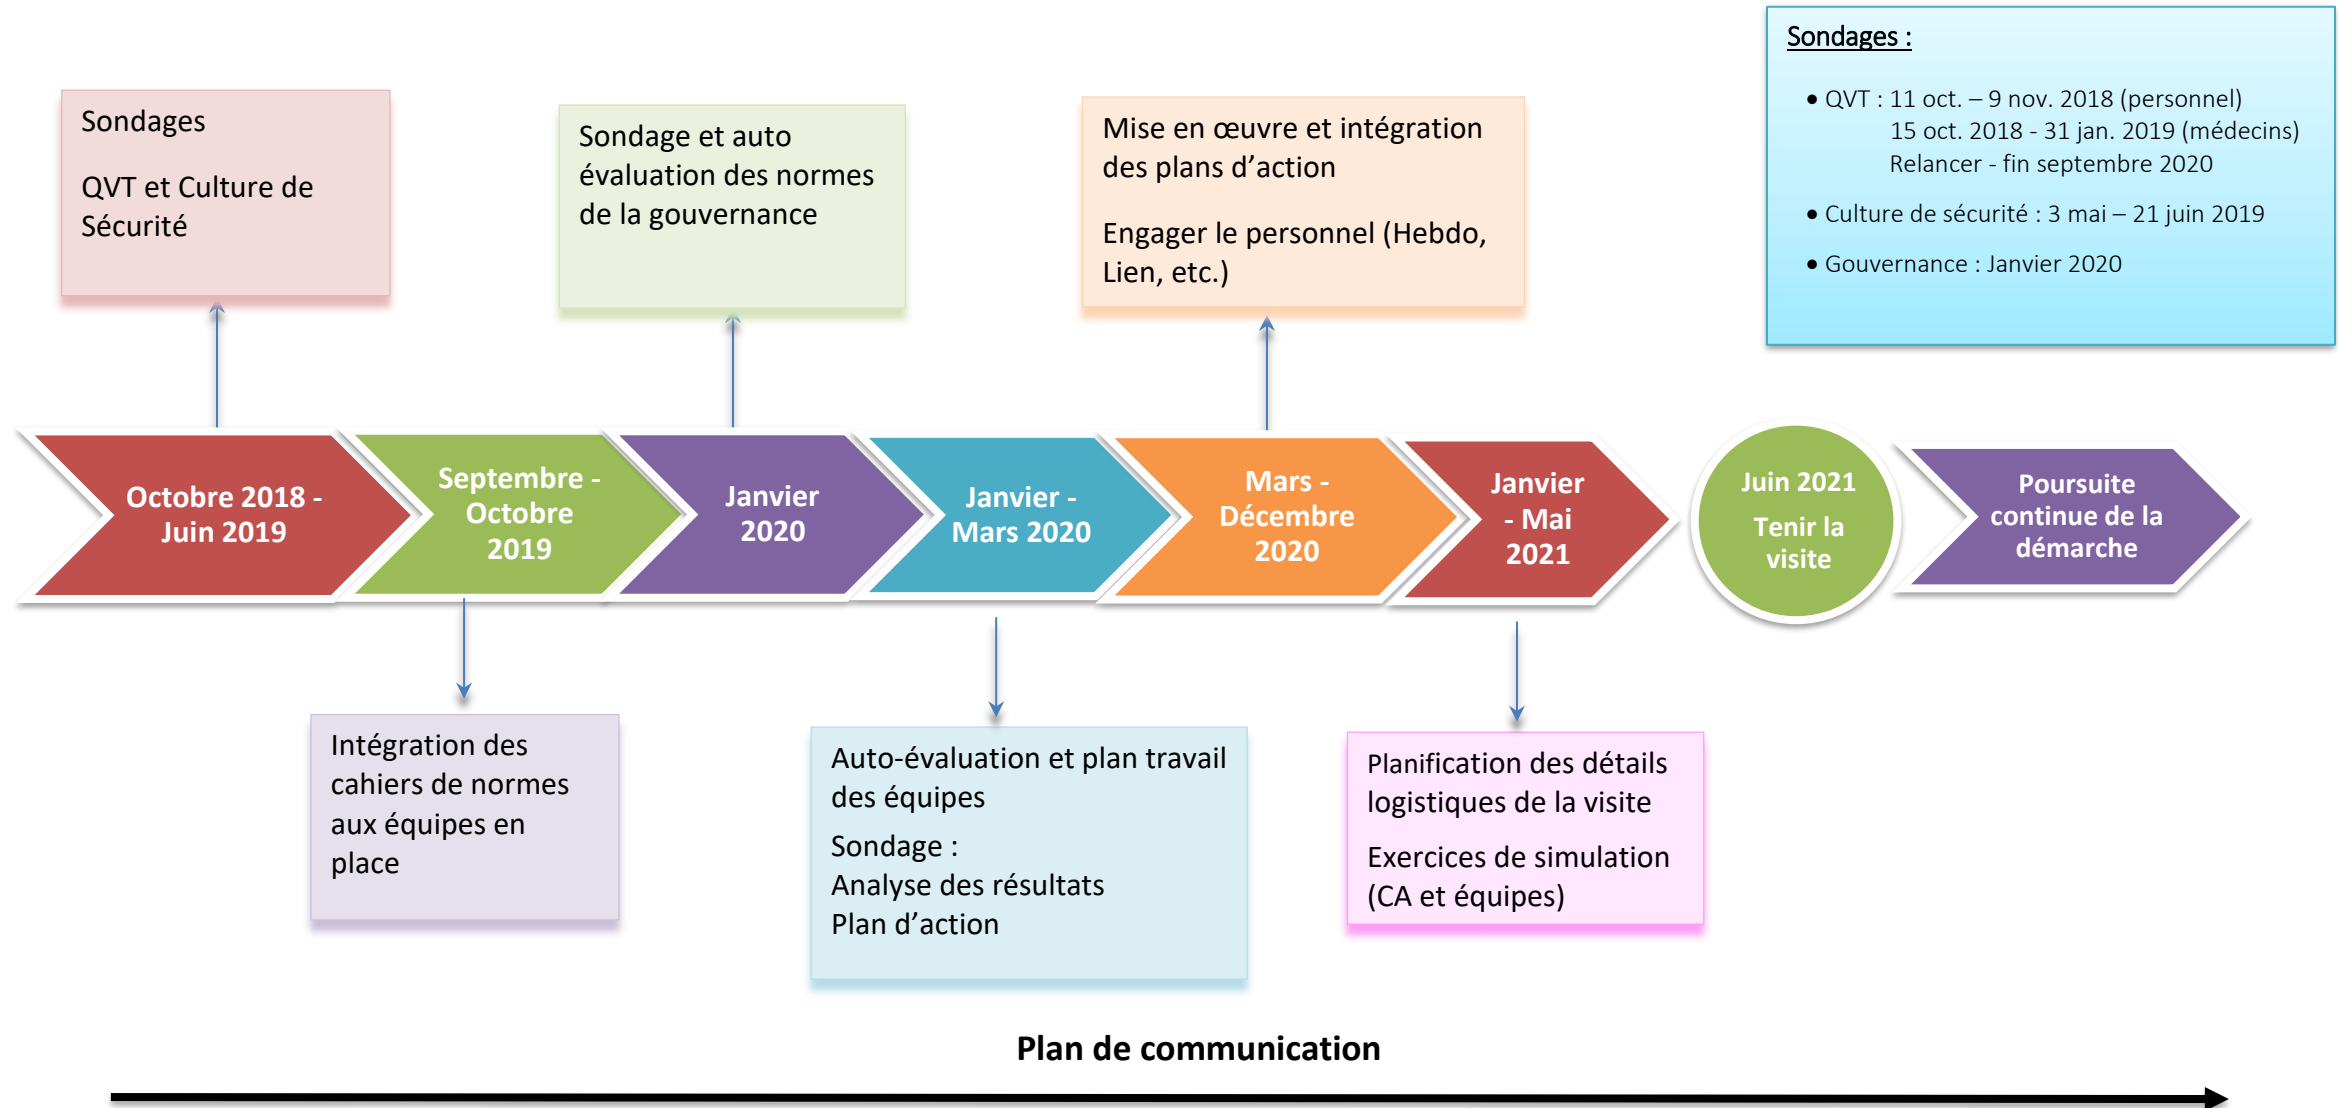 Sondages :
• QVT : 11 oct. – 9 nov. 2018 (personnel)
15 oct. 2018 - 31 jan. 2019 (médecins)
Relancer - fin septembre 2020
• Culture de sécurité : 3 mai – 21 juin 2019
• Gouvernance : Janvier 2020
Sondages
QVT et Culture de
Sécurité
Sondage et auto
évaluation des normes
de la gouvernance
Mise en œuvre et intégration
des plans d’action
Engager le personnel (Hebdo,
Lien, etc.)
Octobre 2018 -
Juin 2019
Septembre -
Octobre
2019
Janvier
2020
Janvier -
Mars 2020
Mars -
Décembre
2020
Janvier
- Mai
2021
Juin 2021
Tenir la
visite
Poursuite
continue de la
démarche
Intégration des
cahiers de normes
aux équipes en
place
Auto-évaluation et plan travail
des équipes
Sondage :
Analyse des résultats
Plan d’action
Planification des détails
logistiques de la visite
Exercices de simulation
(CA et équipes)
Plan de communication